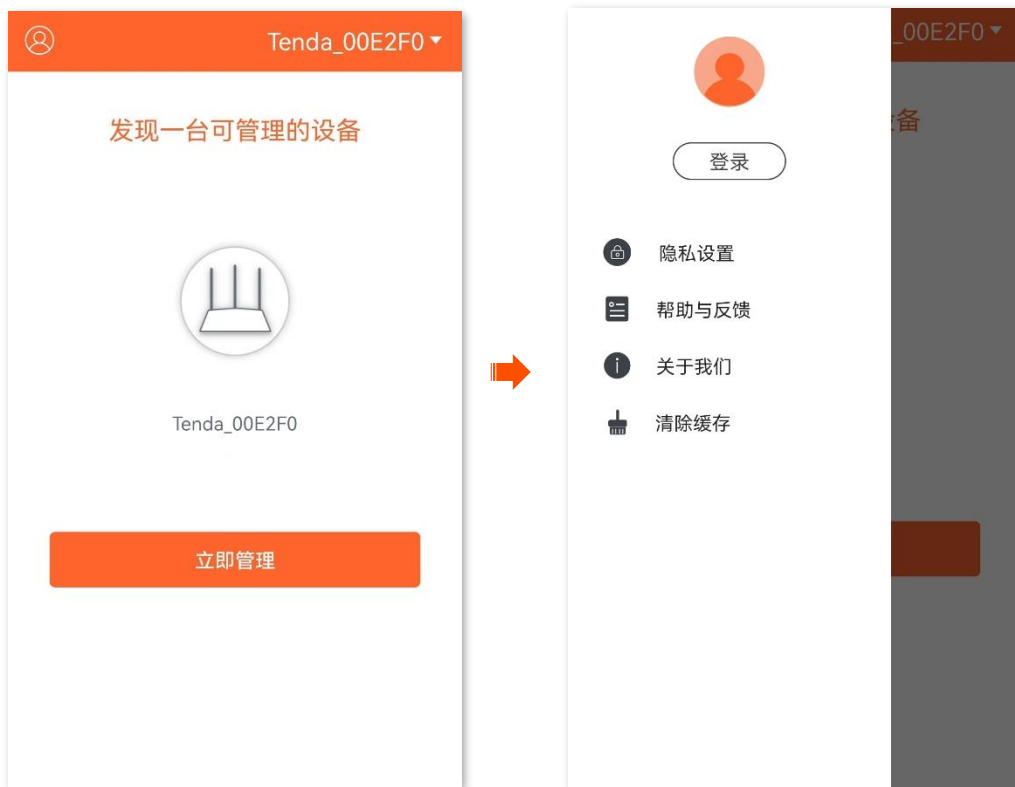 Tenda_00E2F0
发现一台可管理的设备
Tenda_00E2F0
立即管理
_00E2F0
备
登录
隐私设置
帮助与反馈
关于我们
清除缓存